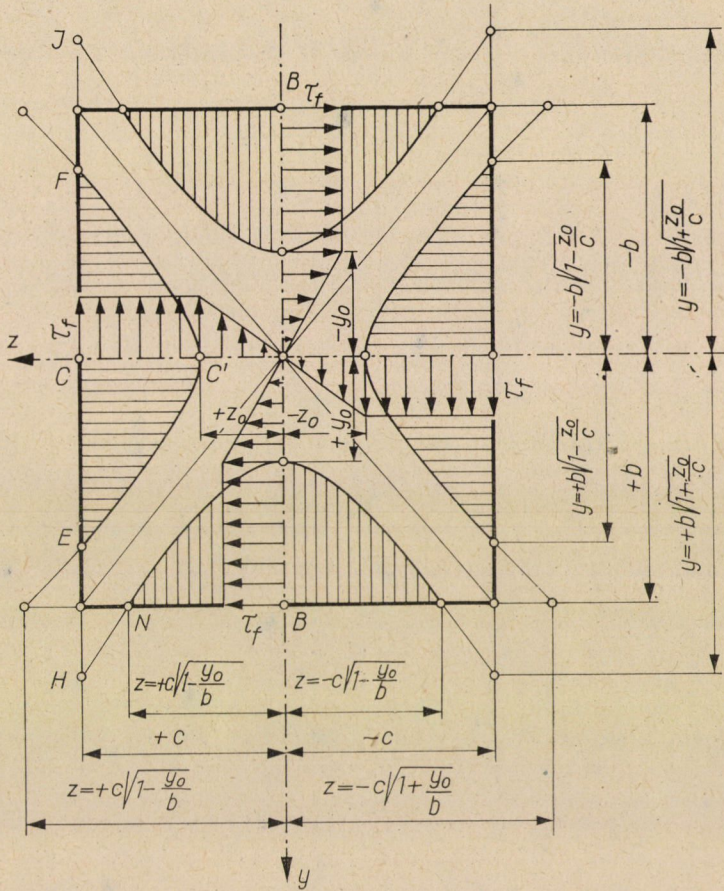 J
B τf
F
y=-b√1-z0/c
-b
y=-b√1+z0/c
-y0
τf
z
C
C'
τf
+z0
-z0
+y0
y=+b√1-z0/c
+b
y=+b√1+z0/c
E
N
τf
B
H
z=+c√1-y0/b
z=-c√1-y0/b
+c
-c
z=+c√1-y0/b
z=-c√1+y0/b
y